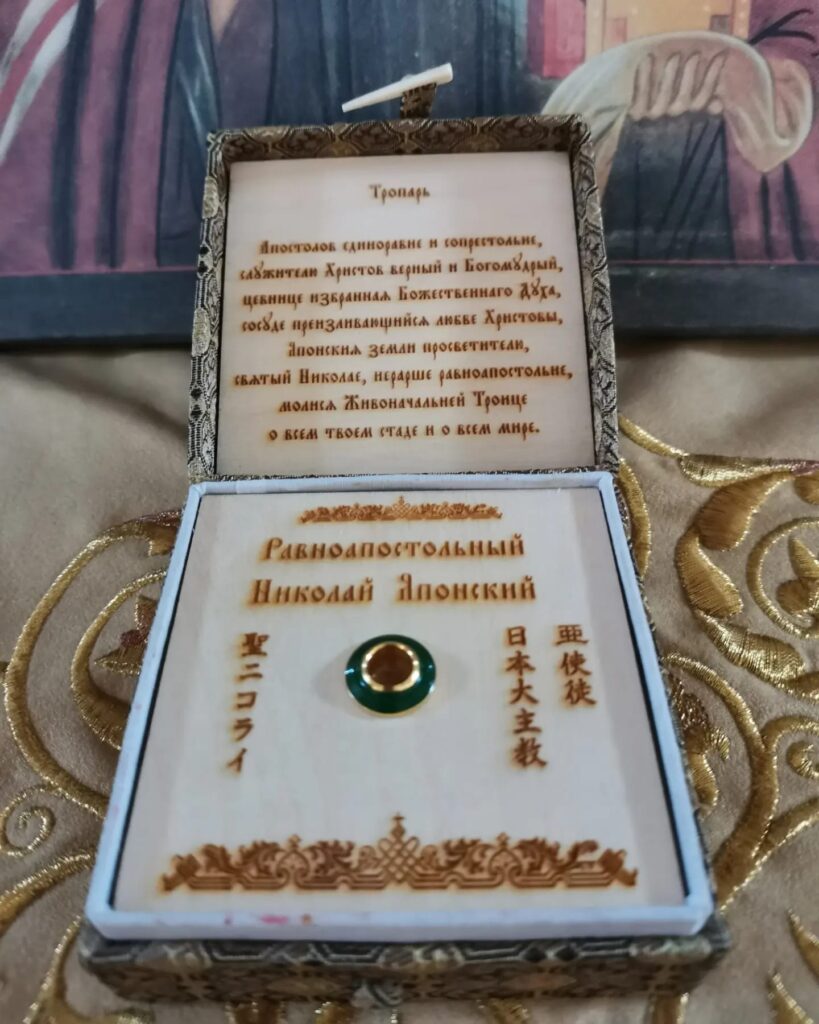 Тропарь
Апостолов единоравне и сопрестольне,
служителю Христов верный и Богомудрый,
цевнице избранная Божественнаго Духа,
сосуде преизливающийся любве Христовы,
Японския земли просветителю,
святый Николае, иерарше равноапостольне,
молися Живоначальней Троице
о всем твоем стаде и о всем мире.
Равноапостольный
Николай Японский
亜使徒
日本大主教
聖ニコライ